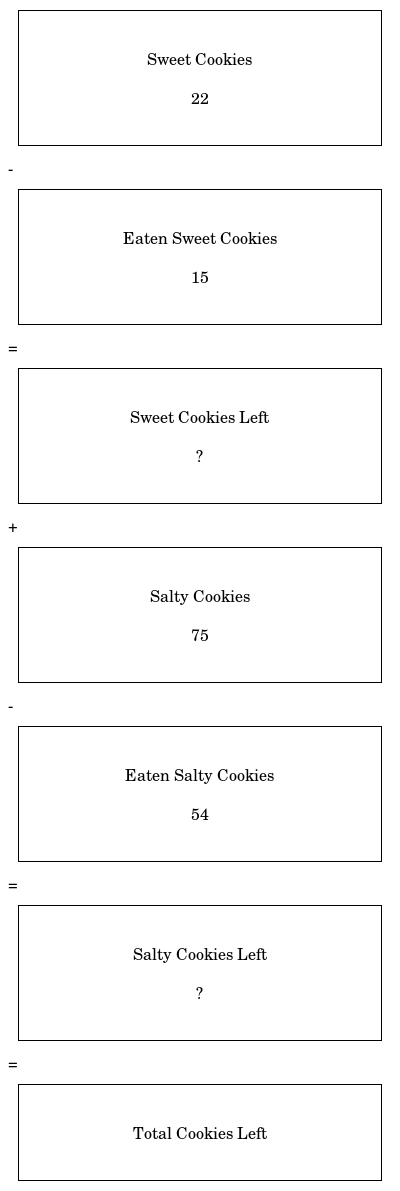 Sweet Cookies
22
-
Eaten Sweet Cookies
15
=
Sweet Cookies Left
?
+
Salty Cookies
75
-
Eaten Salty Cookies
54
=
Salty Cookies Left
?
=
Total Cookies Left